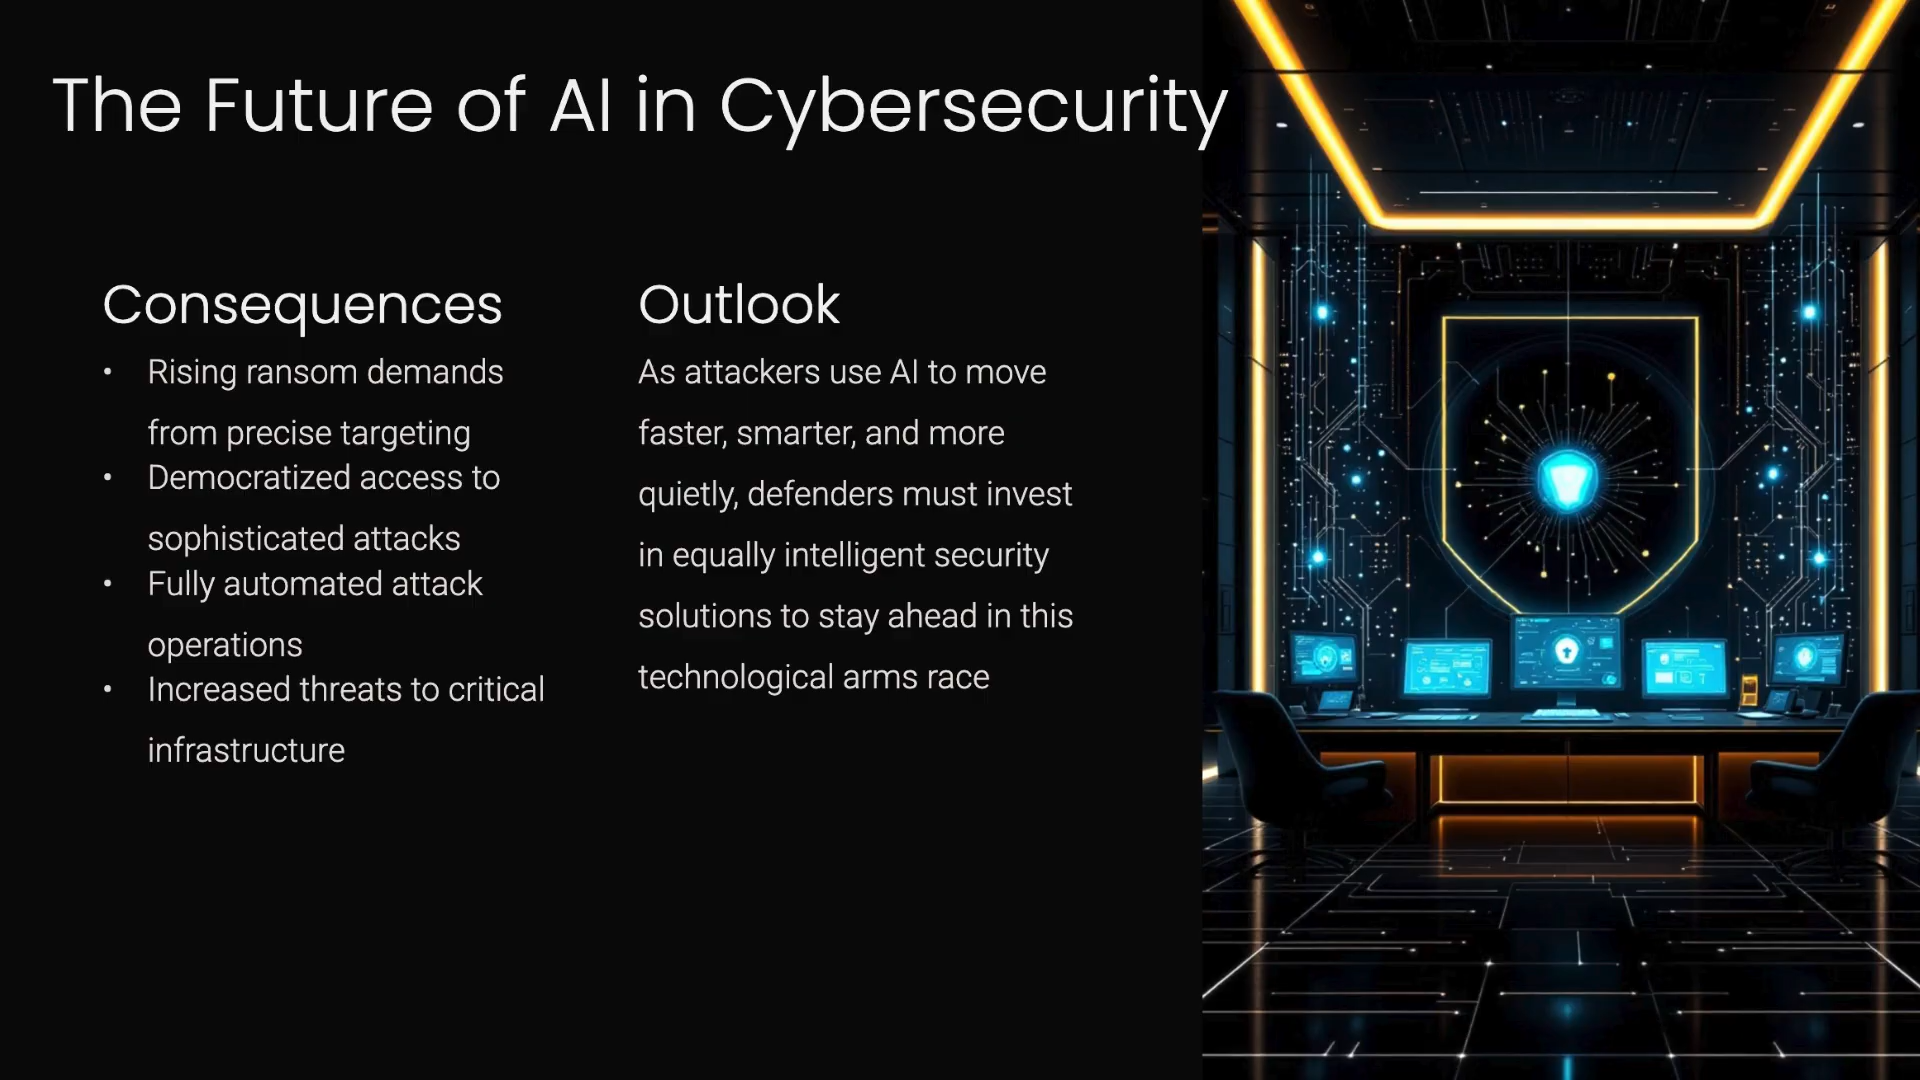 The Future of AI in Cybersecurity
Consequences
• Rising ransom demands
from precise targeting
• Democratized access to
sophisticated attacks
• Fully automated attack
operations
• Increased threats to critical
infrastructure
Outlook
As attackers use AI to move
faster, smarter, and more
quietly, defenders must invest
in equally intelligent security
solutions to stay ahead in this
technological arms race